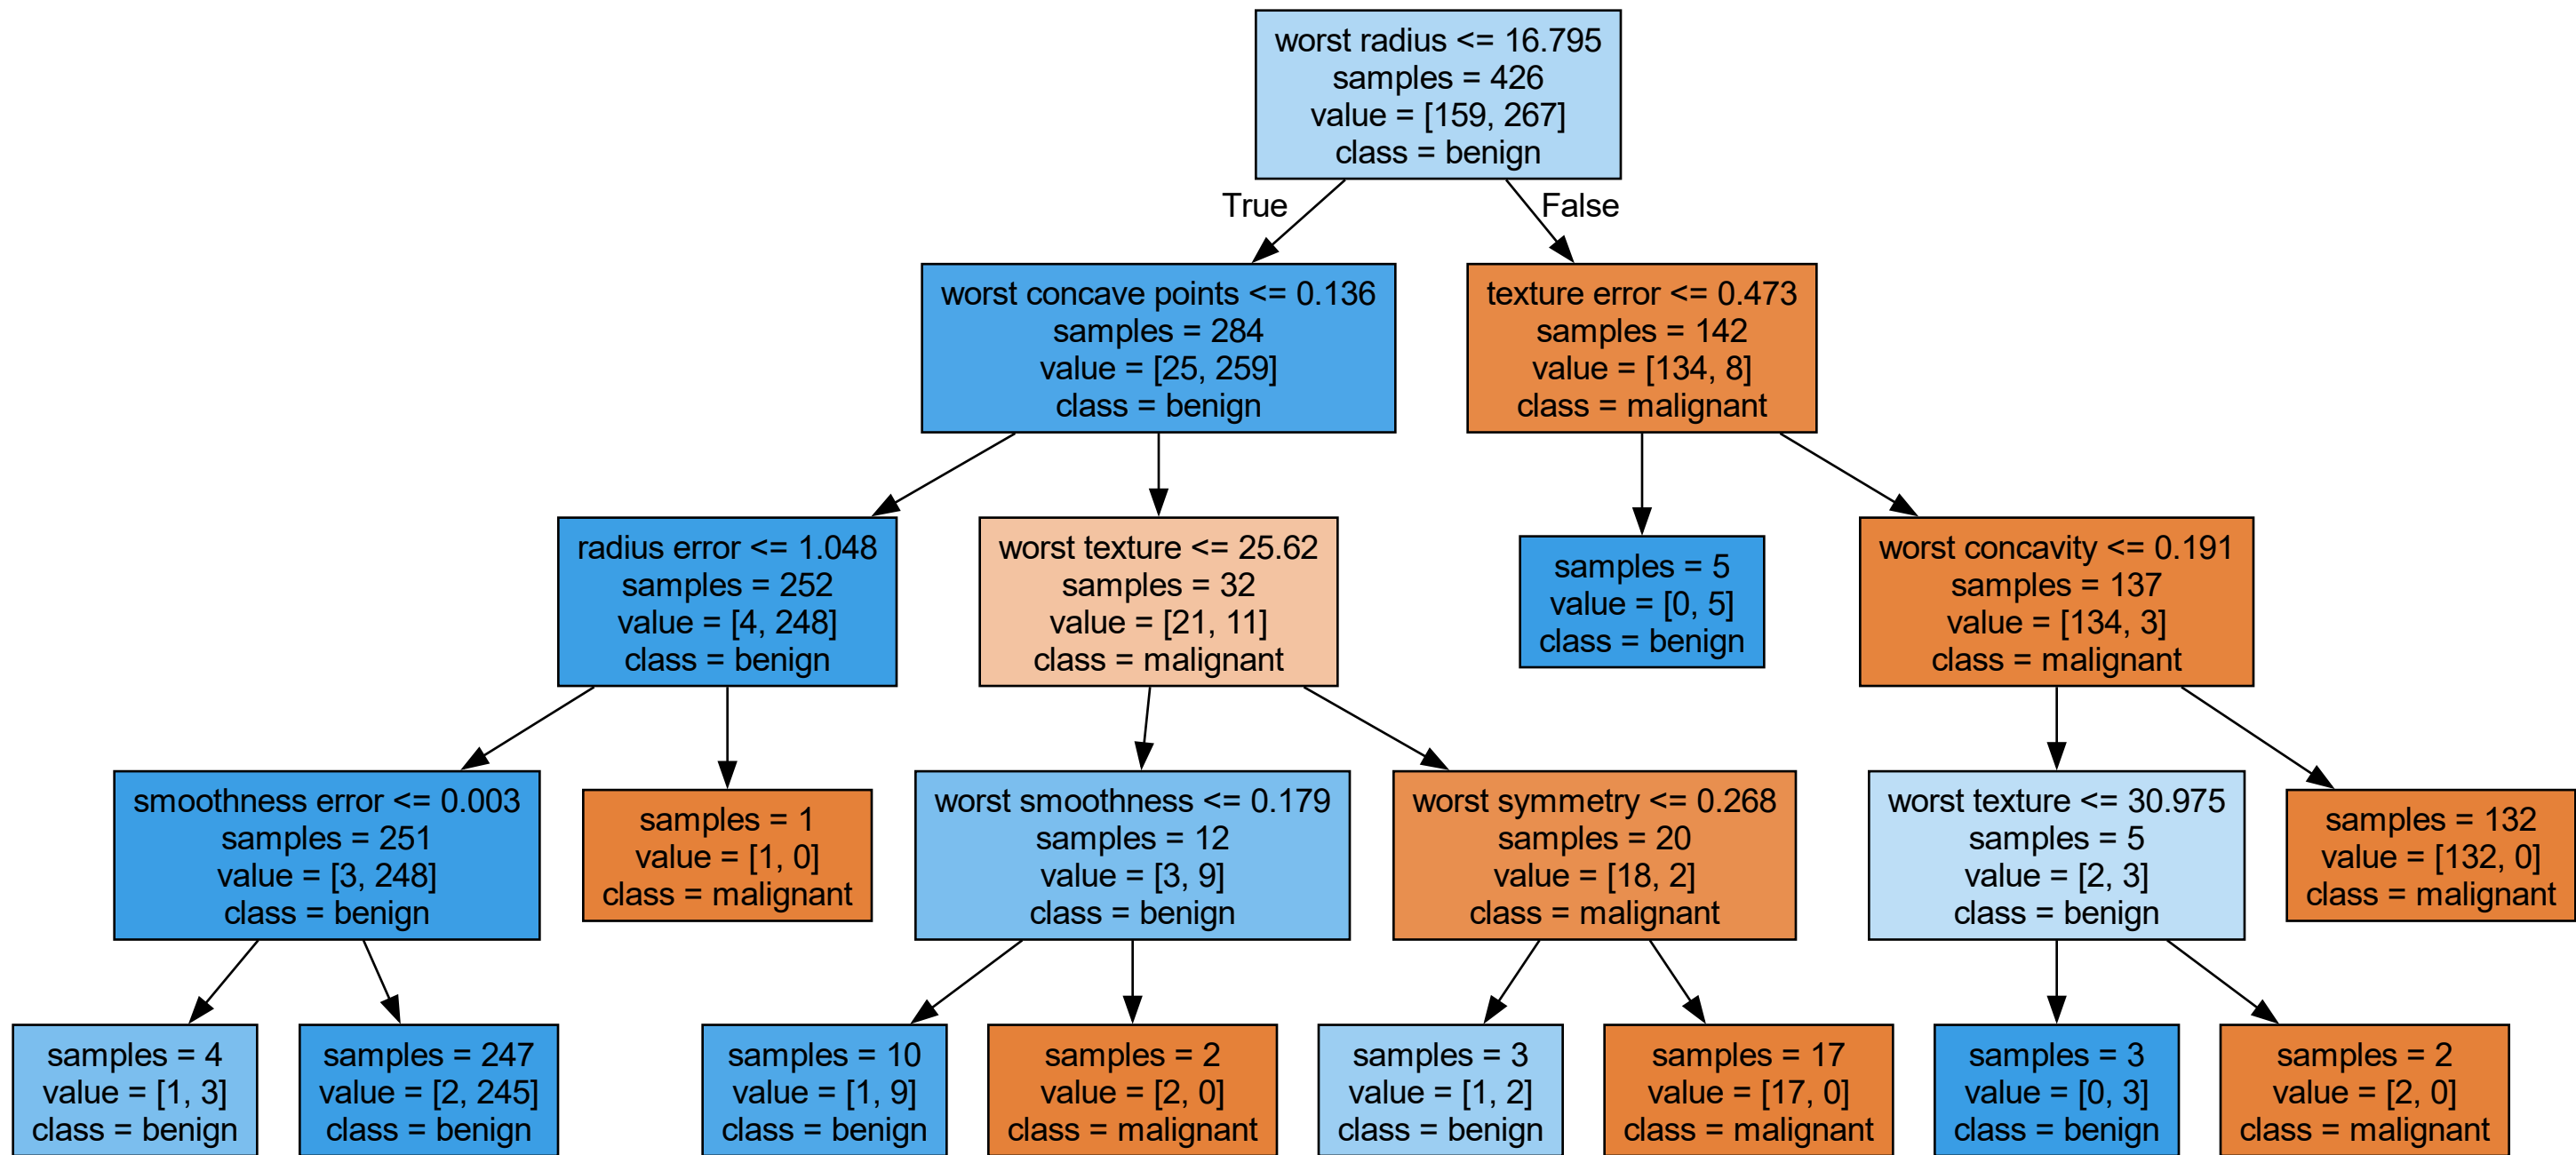 worst radius <= 16.795
samples = 426
value = [159, 267]
class = benign
True
False
worst concave points <= 0.136
samples = 284
value = [25, 259]
class = benign
texture error <= 0.473
samples = 142
value = [134, 8]
class = malignant
radius error <= 1.048
samples = 252
value = [4, 248]
class = benign
worst texture <= 25.62
samples = 32
value = [21, 11]
class = malignant
samples = 5
value = [0, 5]
class = benign
worst concavity <= 0.191
samples = 137
value = [134, 3]
class = malignant
smoothness error <= 0.003
samples = 251
value = [3, 248]
class = benign
samples = 1
value = [1, 0]
class = malignant
worst smoothness <= 0.179
samples = 12
value = [3, 9]
class = benign
worst symmetry <= 0.268
samples = 20
value = [18, 2]
class = malignant
worst texture <= 30.975
samples = 5
value = [2, 3]
class = benign
samples = 132
value = [132, 0]
class = malignant
samples = 4
value = [1, 3]
class = benign
samples = 247
value = [2, 245]
class = benign
samples = 10
value = [1, 9]
class = benign
samples = 2
value = [2, 0]
class = malignant
samples = 3
value = [1, 2]
class = benign
samples = 17
value = [17, 0]
class = malignant
samples = 3
value = [0, 3]
class = benign
samples = 2
value = [2, 0]
class = malignant